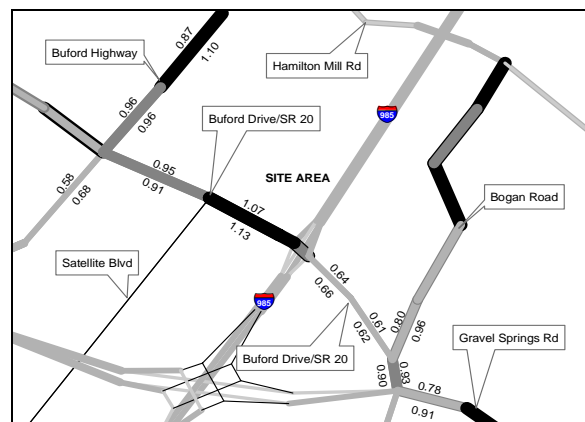 0.87
1.10
Buford Highway
Hamilton Mill Rd
0.96
0.96
985
Buford Drive/SR 20
0.95
0.91
SITE AREA
0.58
0.68
1.07
1.13
Bogan Road
Satellite Blvd
0.64
0.66
985
0.61
0.62
0.80
0.96
Buford Drive/SR 20
Gravel Springs Rd
0.90
0.93
0.78
0.91